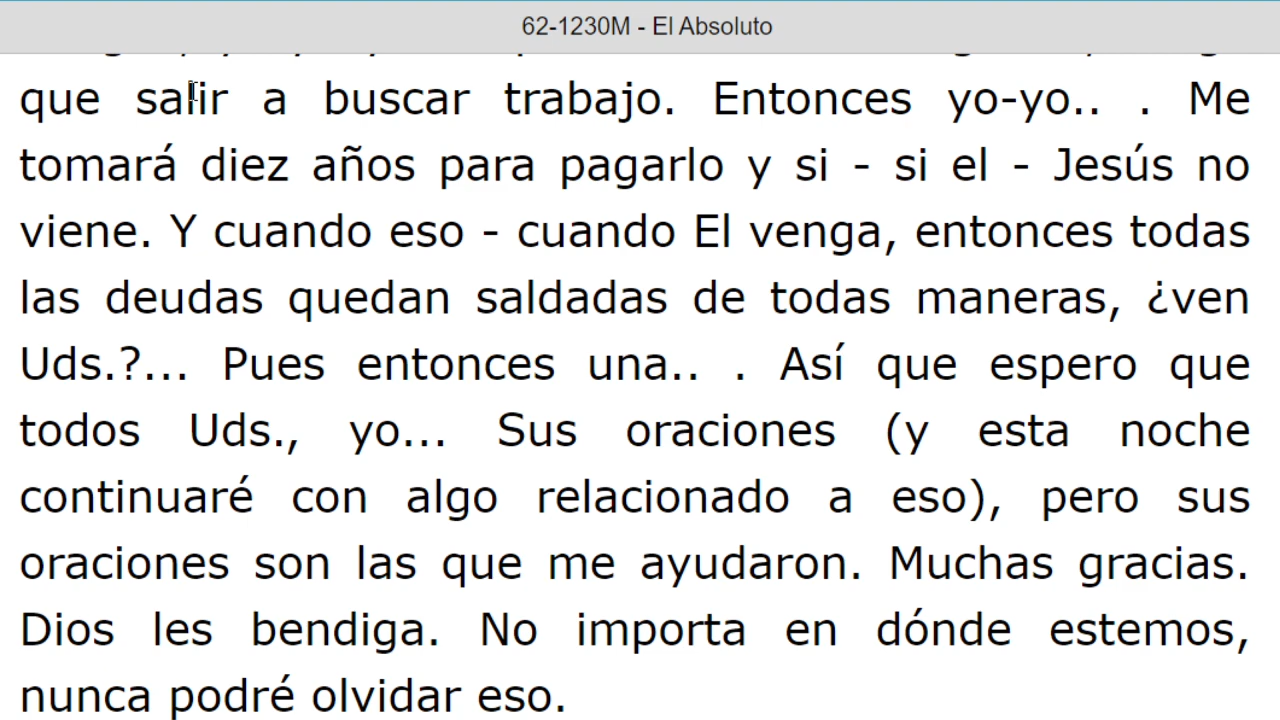 62-1230M - El Absoluto
que salir a buscar trabajo. Entonces yo-yo.. . Me
tomará diez años para pagarlo y si - si el - Jesús no
viene. Y cuando eso - cuando El venga, entonces todas
las deudas quedan saldadas de todas maneras, ¿ven
Uds.?... Pues entonces una.. . Así que espero que
todos Uds., yo... Sus oraciones (y esta noche
continuaré con algo relacionado a eso), pero sus
oraciones son las que me ayudaron. Muchas gracias.
Dios les bendiga. No importa en dónde estemos,
nunca podré olvidar eso.